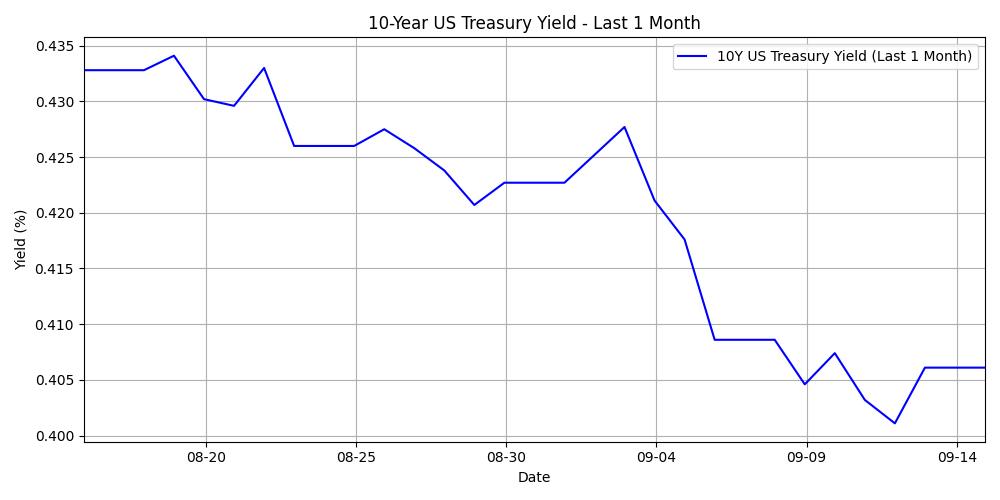 10-Year US Treasury Yield - Last 1 Month
10Y US Treasury Yield (Last 1 Month)
Yield (%)
0.435
0.430
0.425
0.420
0.415
0.410
0.405
0.400
08-20 08-25 08-30 09-04 09-09 09-14
Date